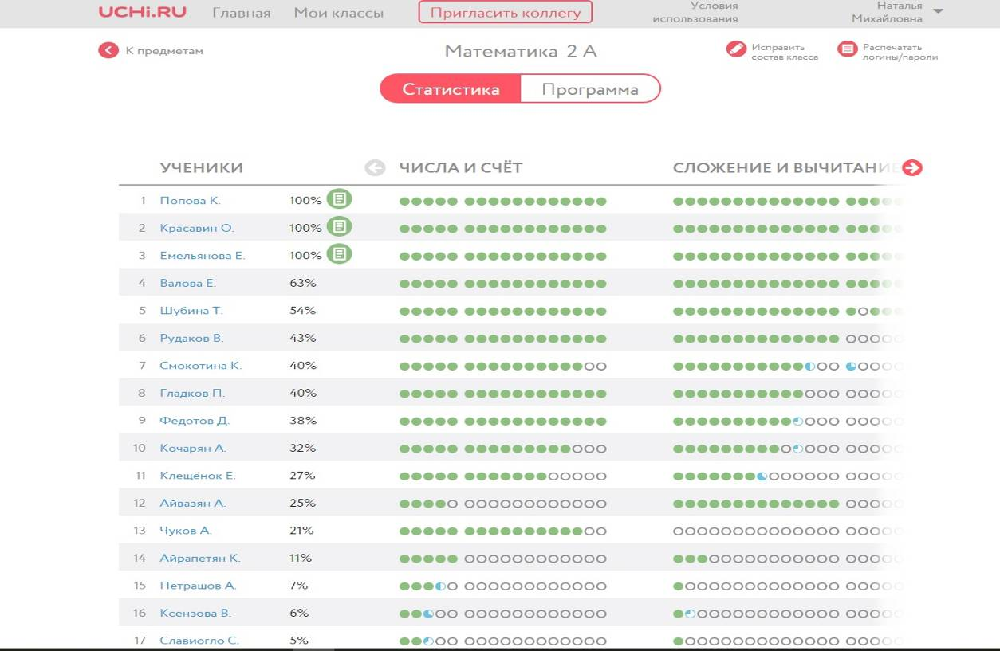 UCHi.RU Главная Мои классы Пригласить коллегу Условия использования Наталья Михайловна
К предметам Математика 2 А Исправить состав класса Распечатать логины/пароли
Статистика Программа
УЧЕНИКИ ЧИСЛА И СЧЁТ СЛОЖЕНИЕ И ВЫЧИТАНИЕ
1 Попова К. 100%
2 Красавин О. 100%
3 Емельянова Е. 100%
4 Валова Е. 63%
5 Шубина Т. 54%
6 Рудаков В. 43%
7 Смокотина К. 40%
8 Гладков П. 40%
9 Федотов Д. 38%
10 Кочарян А. 32%
11 Клещёнок Е. 27%
12 Айвазян А. 25%
13 Чуков А. 21%
14 Айрапетян К. 11%
15 Петрашов А. 7%
16 Ксензова В. 6%
17 Славиогло С. 5%